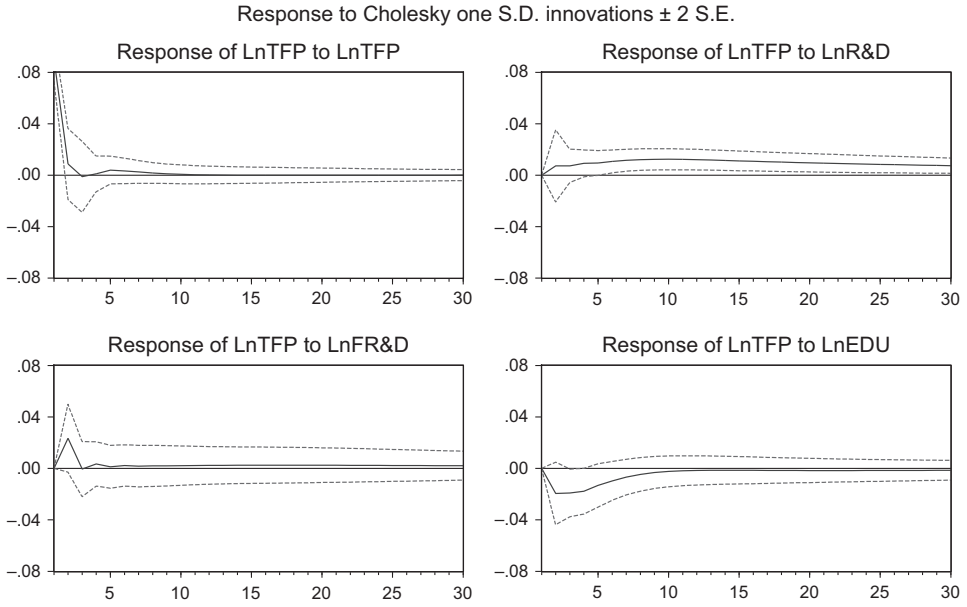 Response to Cholesky one S.D. innovations ± 2 S.E.
Response of LnTFP to LnTFP
.08
.04
.00
–.04
–.08
5 10 15 20 25 30
Response of LnTFP to LnR&D
.08
.04
.00
–.04
–.08
5 10 15 20 25 30
Response of LnTFP to LnFR&D
.08
.04
.00
–.04
–.08
5 10 15 20 25 30
Response of LnTFP to LnEDU
.08
.04
.00
–.04
–.08
5 10 15 20 25 30